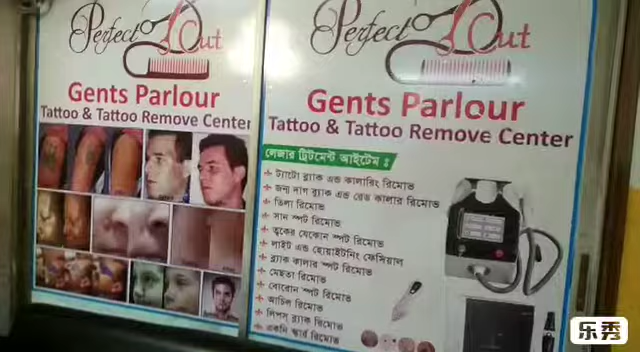 Perfect Cut
Gents Parlour
Tattoo & Tattoo Remove Center
Perfect Cut
Gents Parlour
Tattoo & Tattoo Remove Center
লেজার ট্রিটমেন্ট আইটেম ঃ
+ ট্যাটো ব্ল্যাক এন্ড কালারিং রিমোভ
+ জন্ম দাগ ব্ল্যাক এন্ড রেড কালার রিমোভ
+ তিলা রিমোভ
+ সান স্পট রিমোভ
+ ত্বকের যেকোন স্পট রিমোভ
+ লাইট এন্ড হোয়াইটনিং ফেসিয়াল
+ ব্ল্যাক কালার স্পট রিমোভ
+ মেছতা রিমোভ
+ বোরোন স্পট রিমোভ
+ আচিল রিমোভ
+ লিপস্ ব্ল্যাক রিমোভ
+ একনি স্কার্ব রিমোভ
乐秀